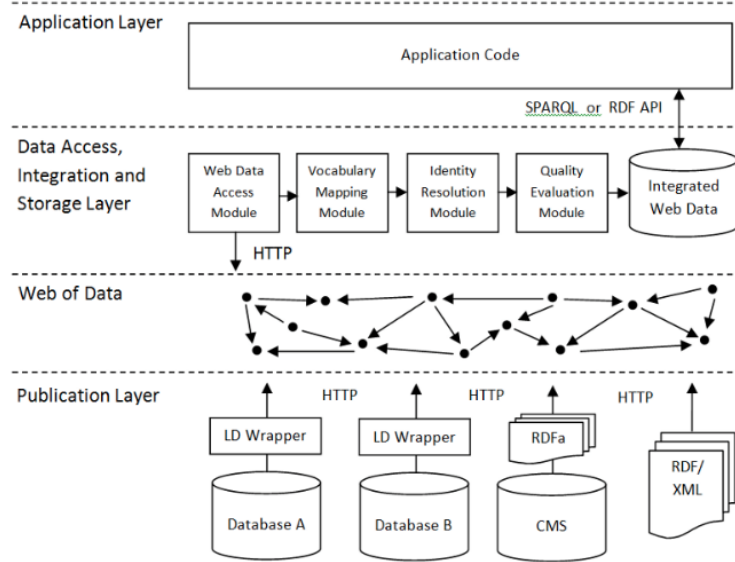 Application Layer
Application Code
SPARQL or RDF API
Data Access,
Integration and
Storage Layer
Web Data
Access
Module
Vocabulary
Mapping
Module
Identity
Resolution
Module
Quality
Evaluation
Module
Integrated
Web Data
HTTP
Web of Data
Publication Layer
HTTP
HTTP
HTTP
LD Wrapper
LD Wrapper
RDFa
RDF/
XML
Database A
Database B
CMS